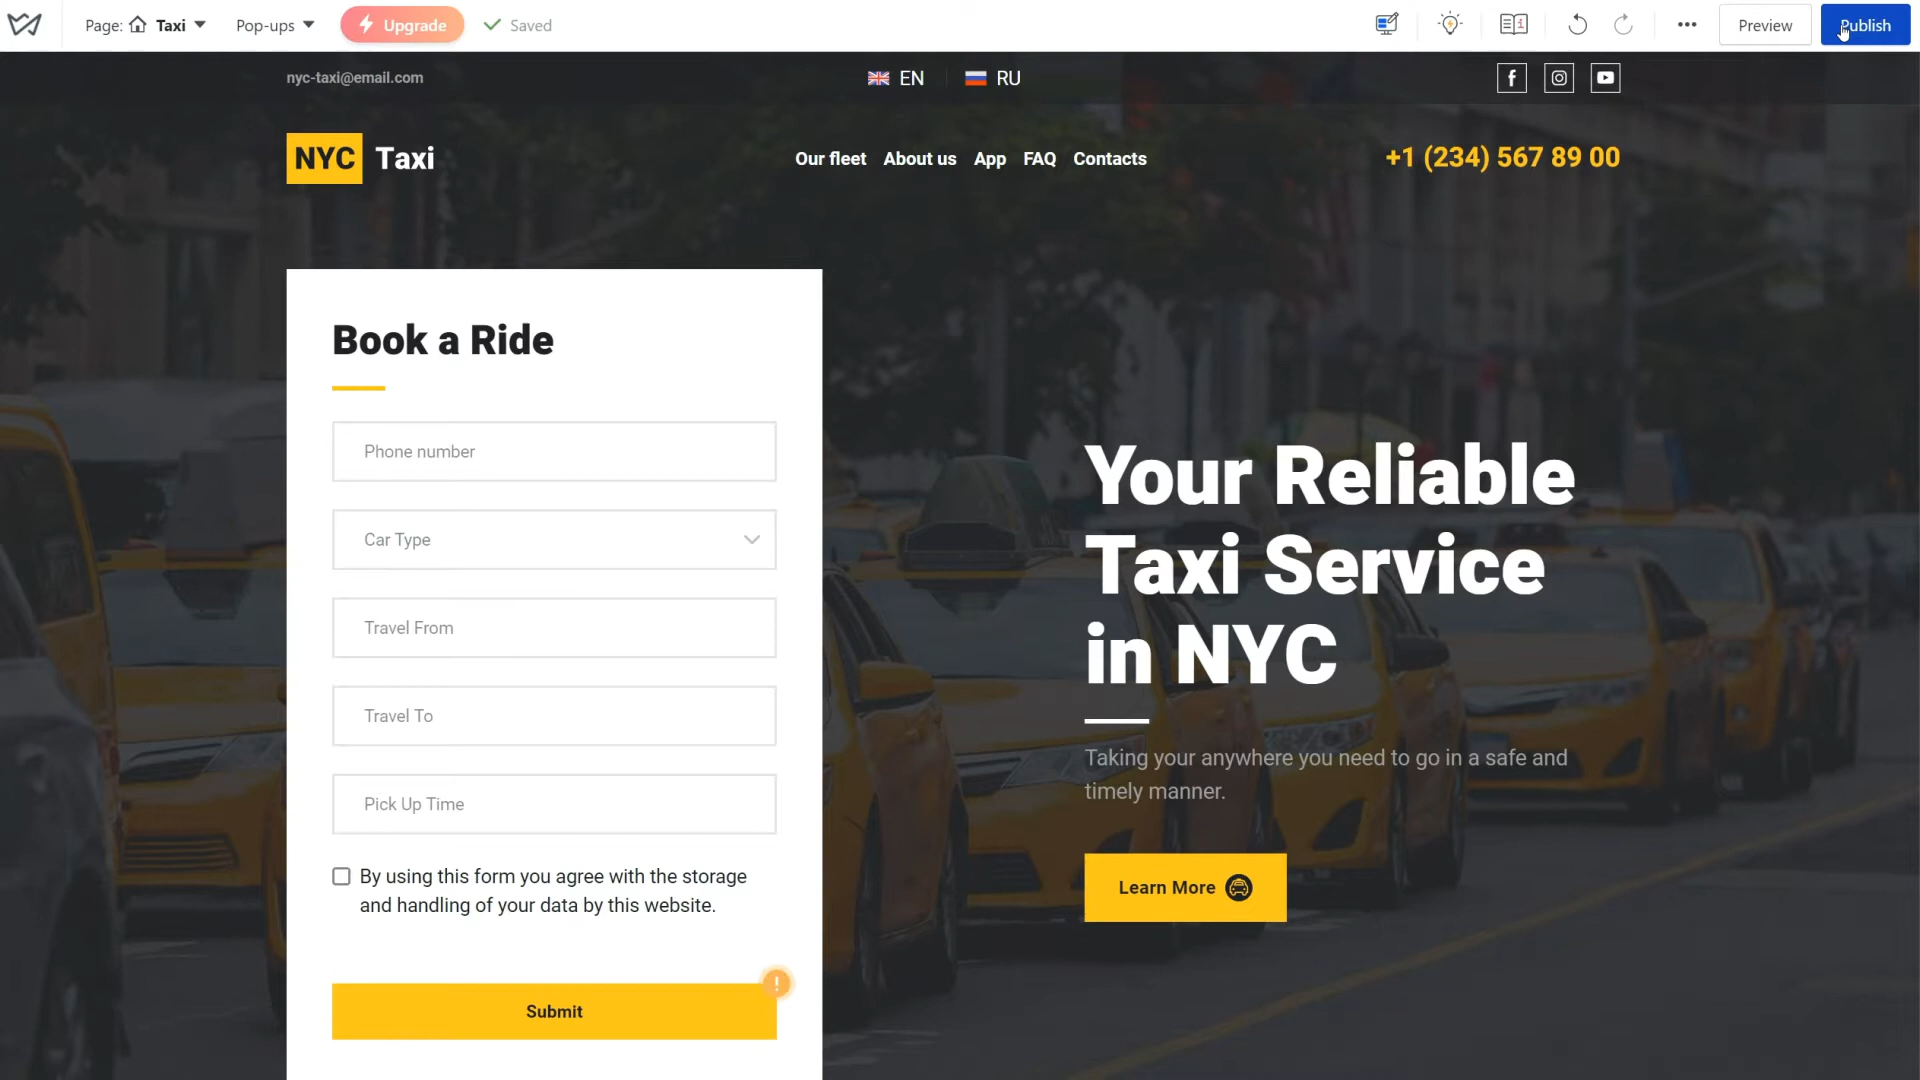 Page: Taxi
Pop-ups
Upgrade
Saved
Preview
Publish
nyc-taxi@email.com
EN
RU
NYC Taxi
Our fleet
About us
App
FAQ
Contacts
+1 (234) 567 89 00
Book a Ride
Phone number
Car Type
Travel From
Travel To
Pick Up Time
By using this form you agree with the storage
and handling of your data by this website.
Submit
Your Reliable
Taxi Service
in NYC
Taking your anywhere you need to go in a safe and
timely manner.
Learn More